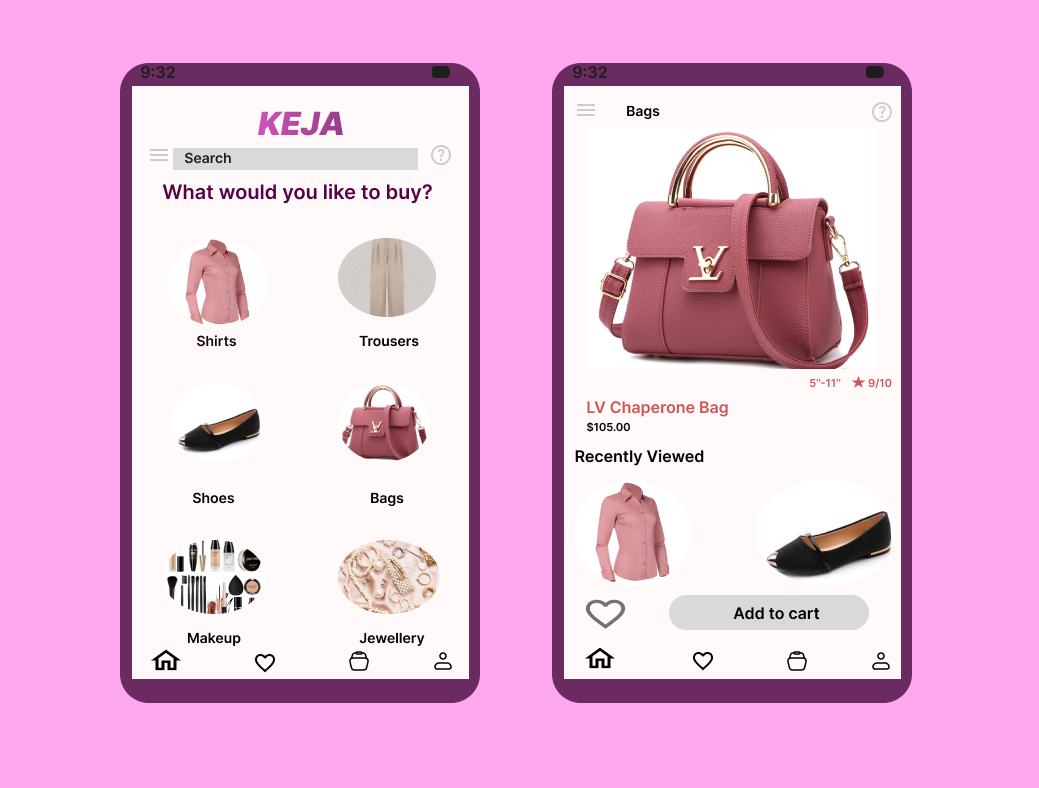 9:32
KEJA
Search
What would you like to buy?
Shirts
Trousers
Shoes
Bags
Makeup
Jewellery
9:32
Bags
5’’-11’’ 9/10
LV Chaperone Bag
$105.00
Recently Viewed
Add to cart